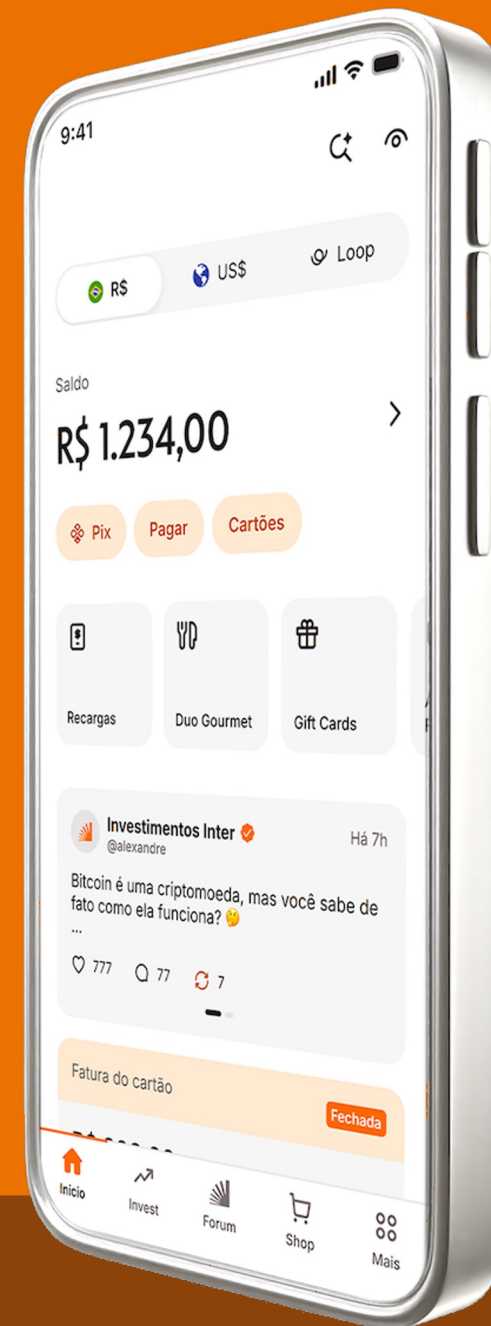 9:41
R$
US$
Loop
Saldo
R$ 1.234,00
Pix
Pagar
Cartões
Recargas
Duo Gourmet
Gift Cards
Investimentos Inter
Há 7h
@alexandre
Bitcoin é uma criptomoeda, mas você sabe de
fato como ela funciona? 🤔
...
777
77
7
Fatura do cartão
Fechada
Início
Invest
Forum
Shop
Mais